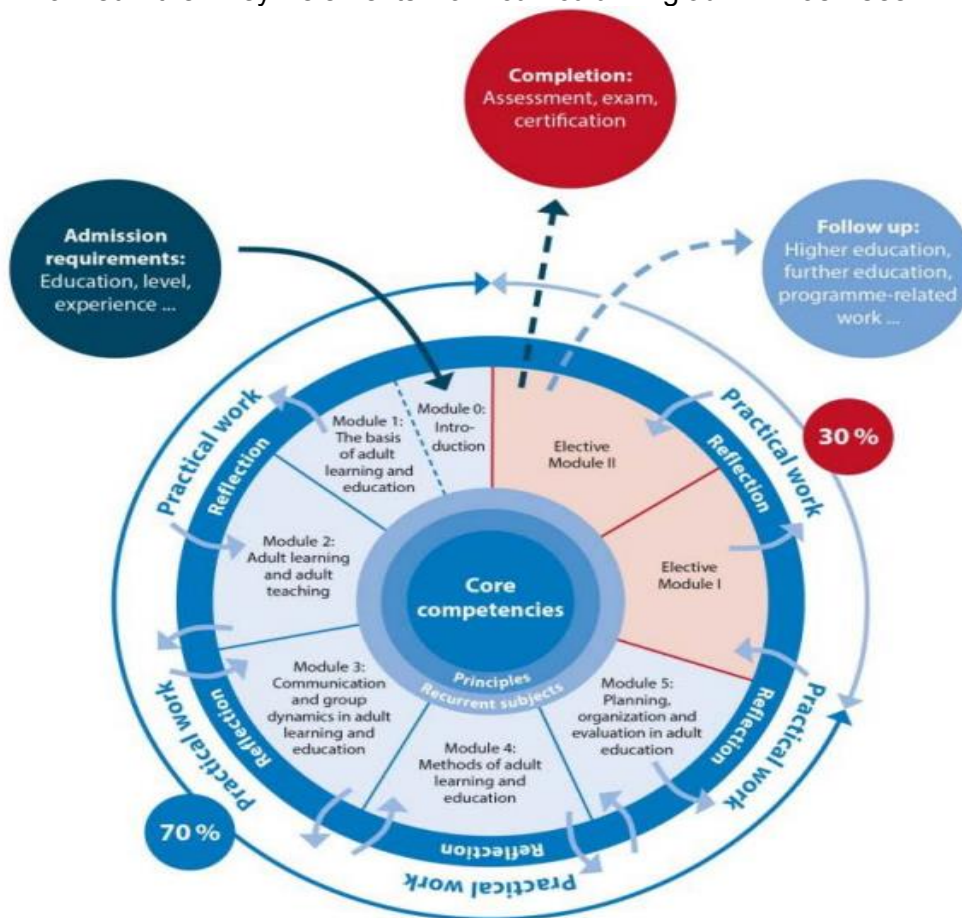 Completion:
Assessment, exam,
certification
Admission
requirements:
Education, level,
experience ...
Follow up:
Higher education,
further education,
programme-related
work ...
Module 0:
Intro-
duction
Module 1:
The basis
of adult
learning and
education
Module 2:
Adult learning
and adult
teaching
Module 3:
Communication
and group
dynamics in adult
learning and
education
Module 4:
Methods of adult
learning and
education
Module 5:
Planning,
organization and
evaluation in adult
education
Elective
Module I
Elective
Module II
Core
competencies
Principles
Recurrent subjects
Reflection
Reflection
Reflection
Reflection
Reflection
Practical work
Practical work
Practical work
Practical work
Practical work
30 %
70 %